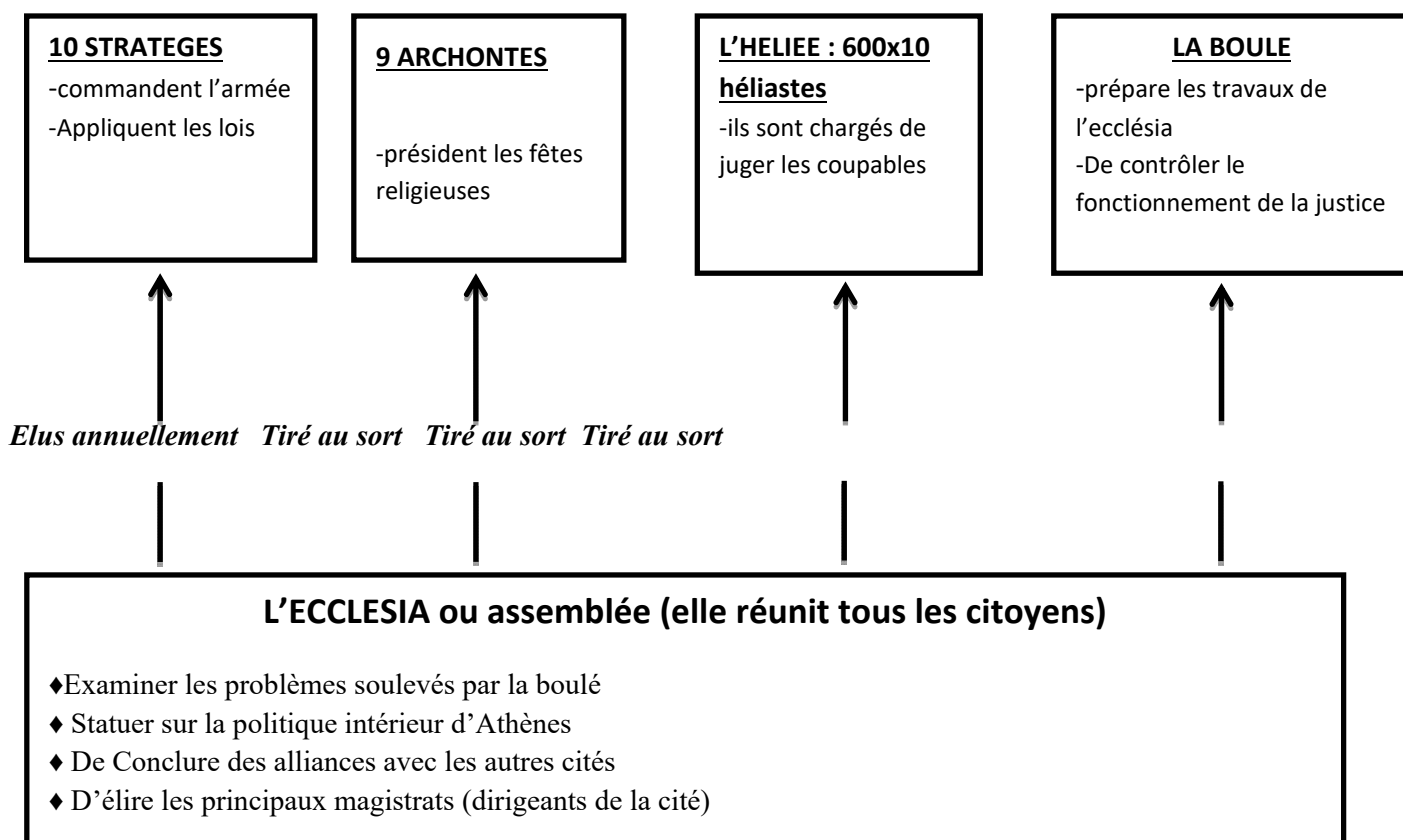 10 STRATEGES
-commandent l’armée
-Appliquent les lois
9 ARCHONTES
-président les fêtes
religieuses
L’HELIEE : 600x10
héliastes
-ils sont chargés de
juger les coupables
LA BOULE
-prépare les travaux de
l’ecclésia
-De contrôler le
fonctionnement de la justice
Elus annuellement Tiré au sort Tiré au sort Tiré au sort
L’ECCLESIA ou assemblée (elle réunit tous les citoyens)
♦Examiner les problèmes soulevés par la boulé
♦ Statuer sur la politique intérieur d’Athènes
♦ De Conclure des alliances avec les autres cités
♦ D’élire les principaux magistrats (dirigeants de la cité)